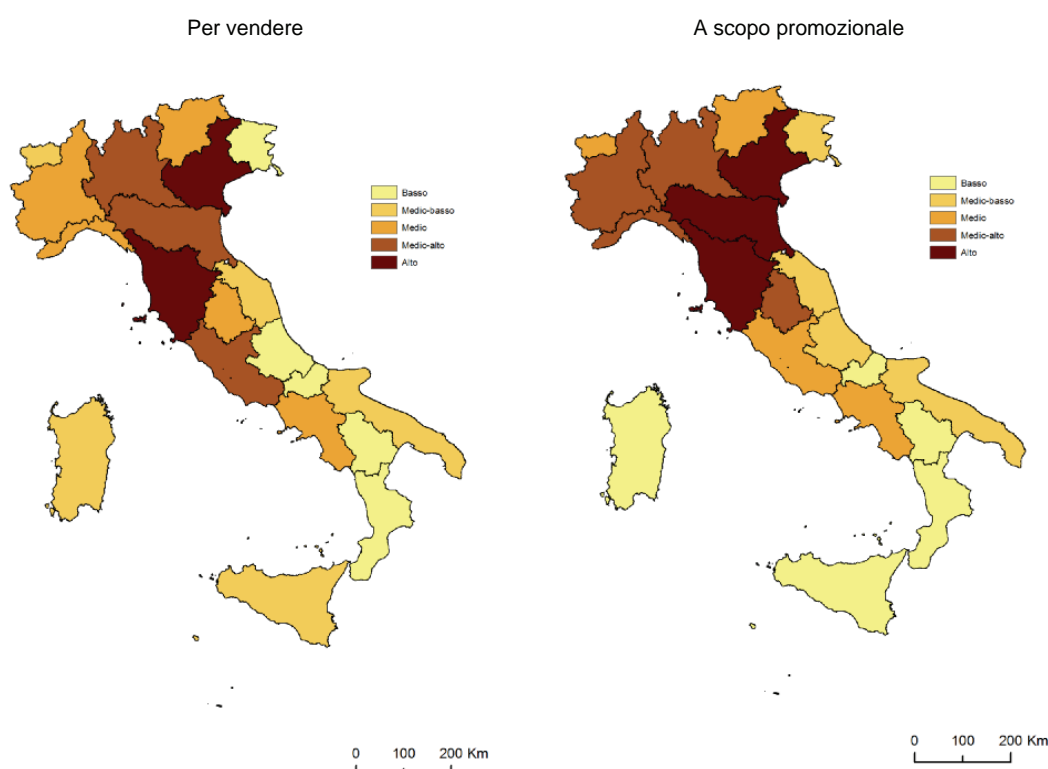 Per vendere
A scopo promozionale
Basso
Medio-basso
Medio
Medio-alto
Alto
Basso
Medio-basso
Medio
Medio-alto
Alto
0 100 200 Km
0 100 200 Km